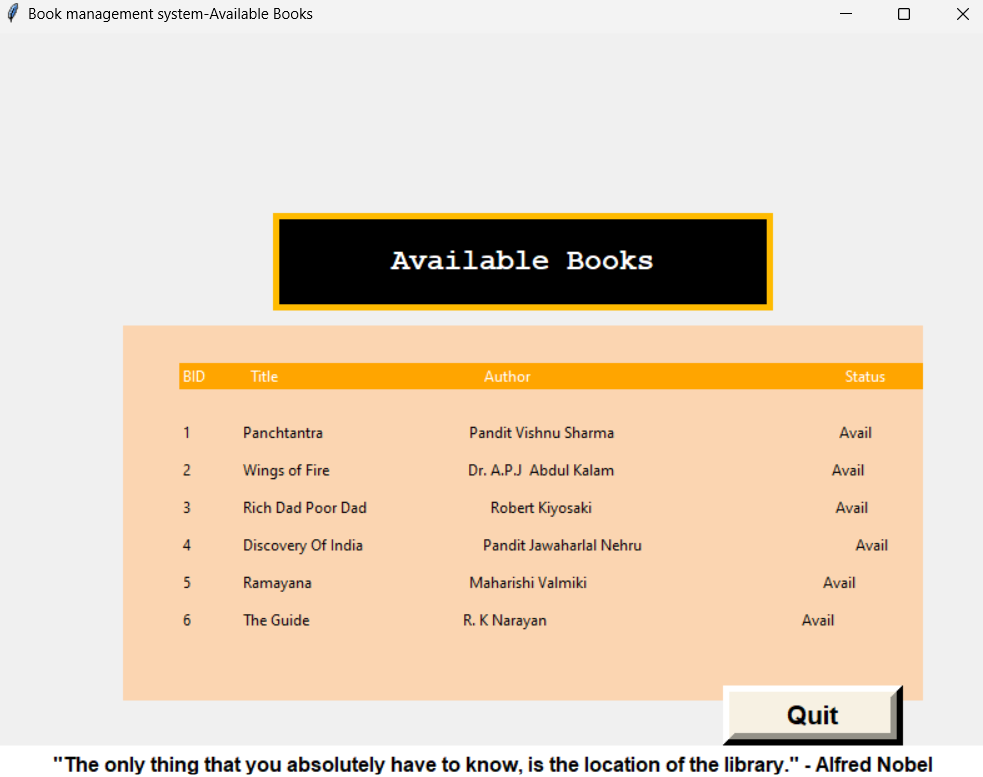 Book management system-Available Books
Available Books
BID Title Author Status
1 Panchtantra Pandit Vishnu Sharma Avail
2 Wings of Fire Dr. A.P.J  Abdul Kalam Avail
3 Rich Dad Poor Dad Robert Kiyosaki Avail
4 Discovery Of India Pandit Jawaharlal Nehru Avail
5 Ramayana Maharishi Valmiki Avail
6 The Guide R. K Narayan Avail
Quit
"The only thing that you absolutely have to know, is the location of the library." - Alfred Nobel